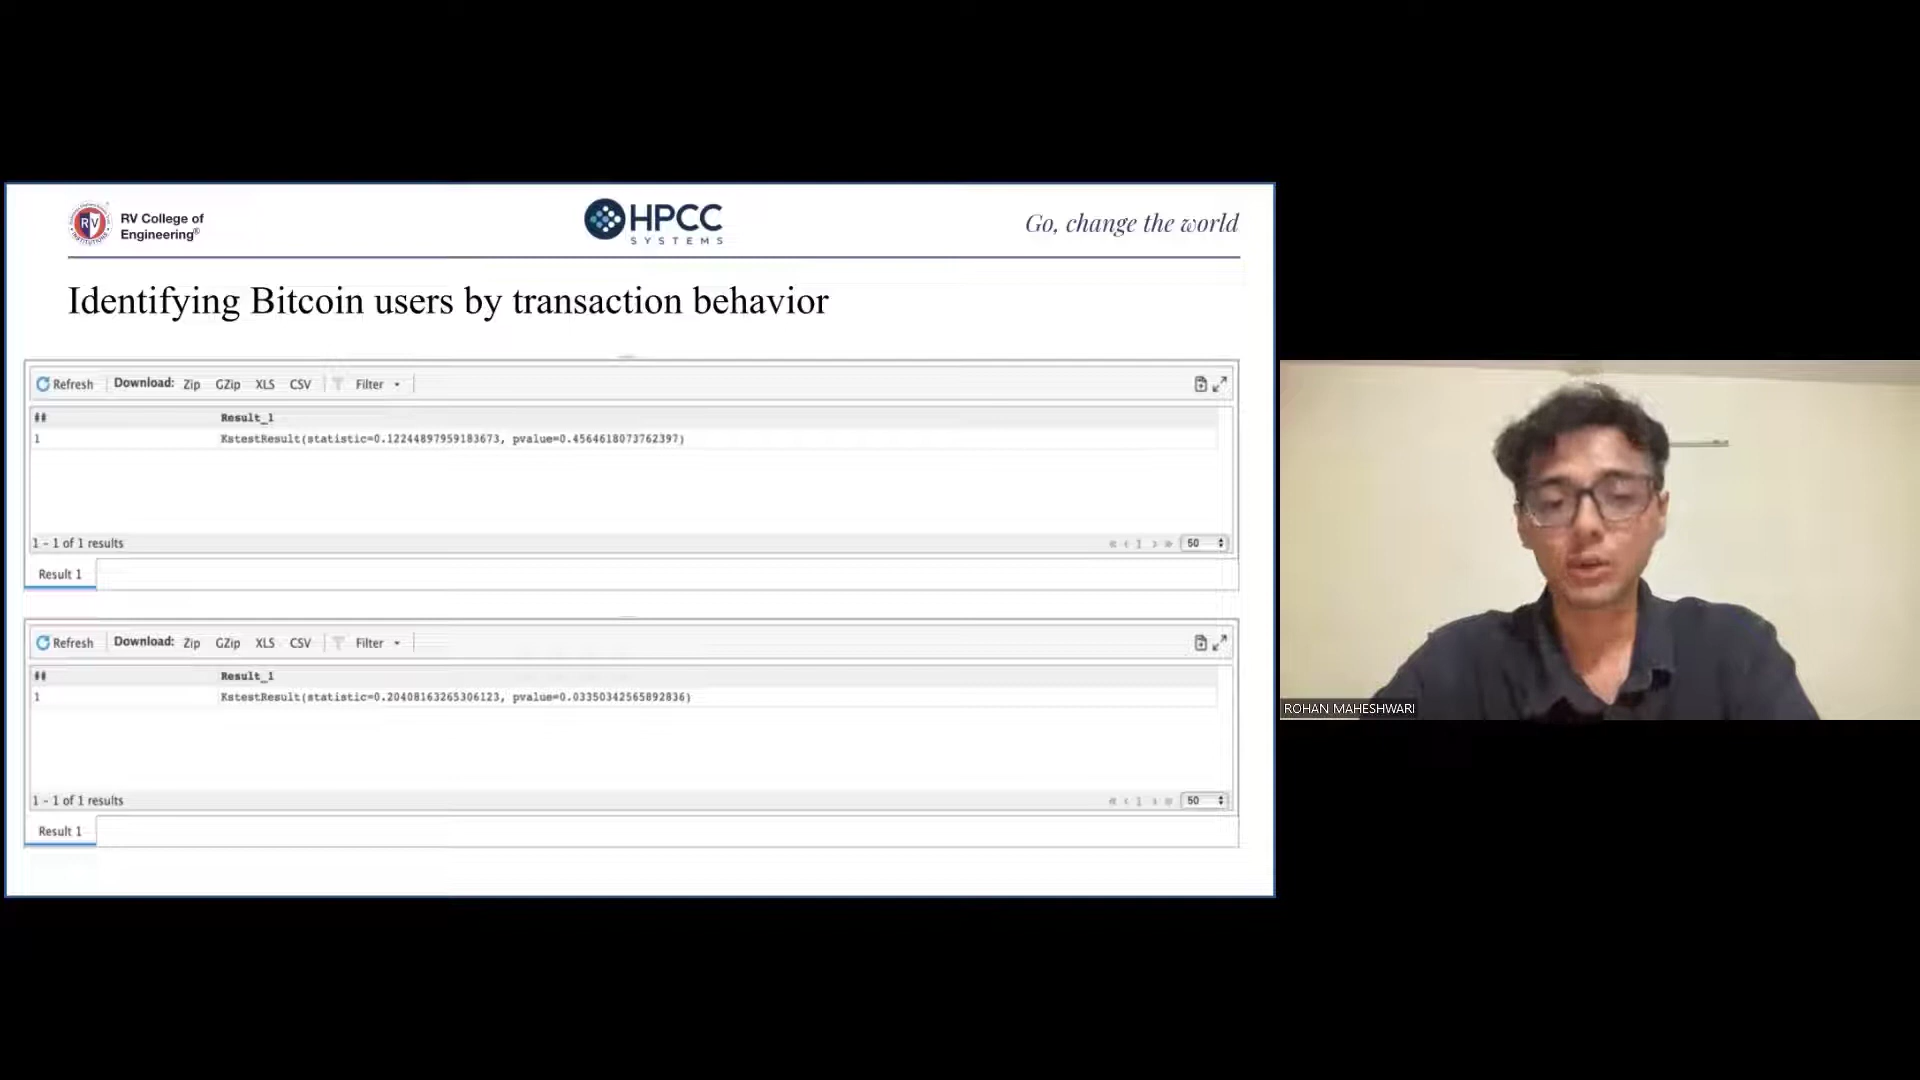 RV College of
Engineering®
HPCC
SYSTEMS
Go, change the world
Identifying Bitcoin users by transaction behavior
Refresh Download: Zip GZip XLS CSV Filter
## Result_1
1 KstestResult(statistic=0.12244897959183673, pvalue=0.4564618073762397)
1 - 1 of 1 results « ‹ 1 › » 50
Result 1
Refresh Download: Zip GZip XLS CSV Filter
## Result_1
1 KstestResult(statistic=0.20408163265306123, pvalue=0.03350342565892836)
1 - 1 of 1 results « ‹ 1 › » 50
Result 1
ROHAN MAHESHWARI